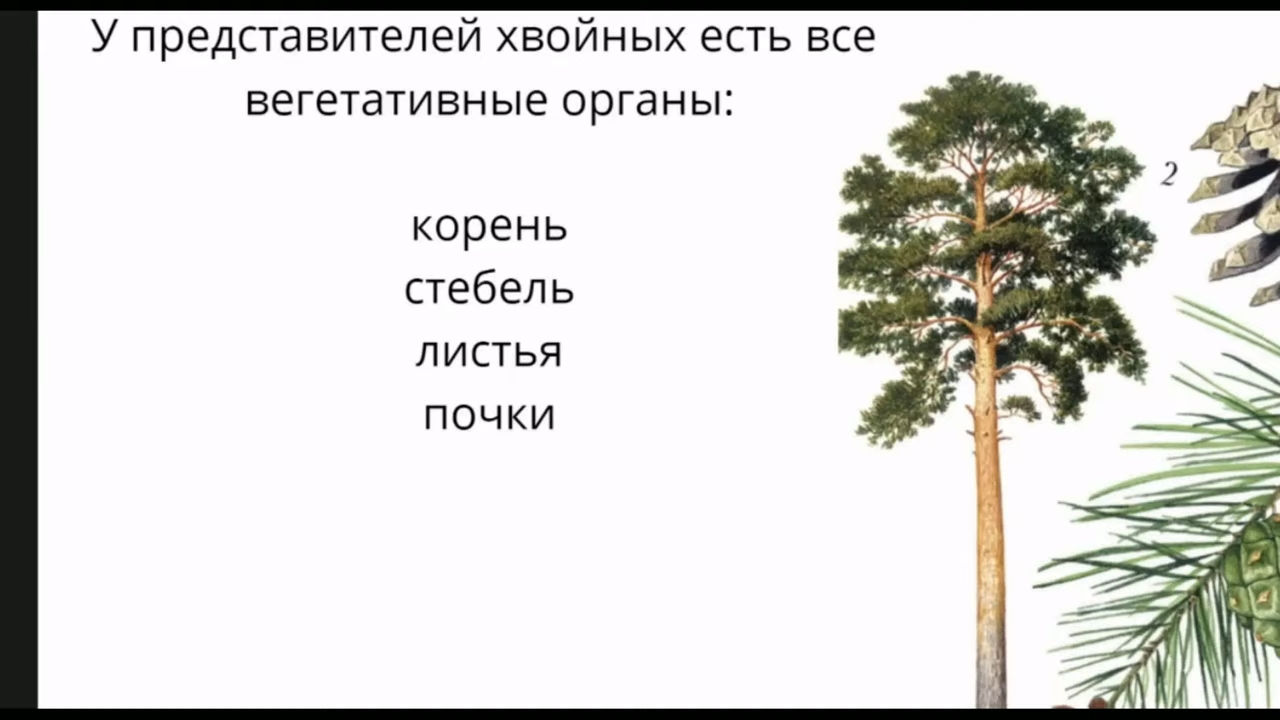 У представителей хвойных есть все
вегетативные органы:
корень
стебель
листья
почки
2